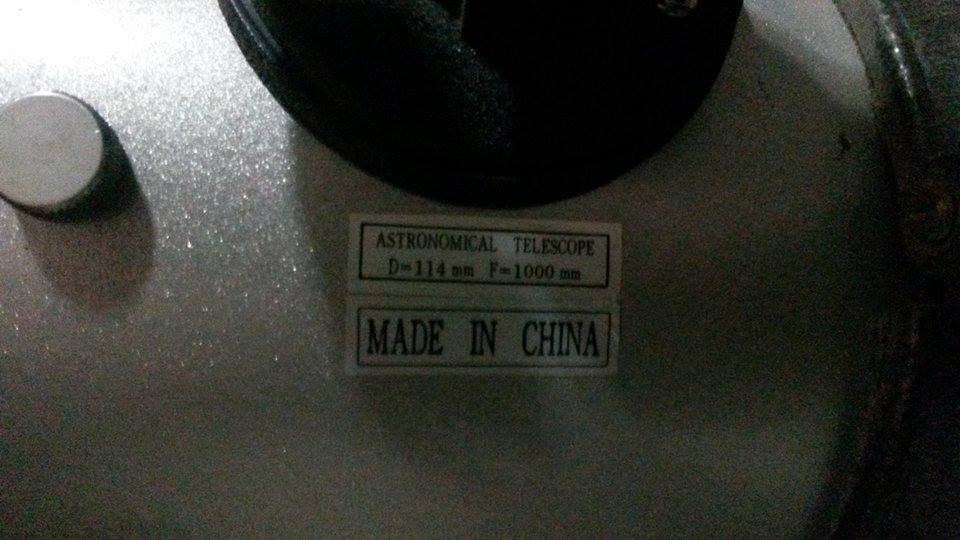 ASTRONOMICAL TELESCOPE
D=114 mm F=1000 mm
MADE IN CHINA